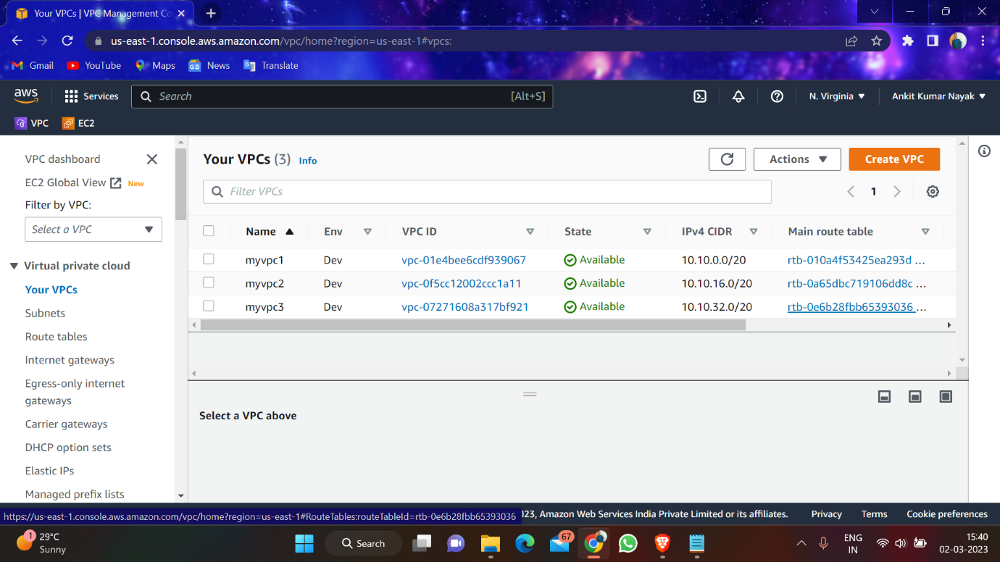 Your VPCs | VPC Management Co
us-east-1.console.aws.amazon.com/vpc/home?region=us-east-1#vpcs:
Gmail YouTube Maps News Translate
aws Services Search [Alt+S] N. Virginia ▼ Ankit Kumar Nayak ▼
VPC EC2
VPC dashboard
EC2 Global View New
Filter by VPC:
Select a VPC
Virtual private cloud
Your VPCs
Subnets
Route tables
Internet gateways
Egress-only internet
gateways
Carrier gateways
DHCP option sets
Elastic IPs
Managed prefix lists
Your VPCs (3) Info
Actions Create VPC
Filter VPCs 1
Name Env VPC ID State IPv4 CIDR Main route table
myvpc1 Dev vpc-01e4bee6cdf939067 Available 10.10.0.0/20 rtb-010a4f53425ea293d ...
myvpc2 Dev vpc-0f5cc12002ccc1a11 Available 10.10.16.0/20 rtb-0a65dbc719106dd8c ...
myvpc3 Dev vpc-07271608a317bf921 Available 10.10.32.0/20 rtb-0e6b28fbb65393036 ...
Select a VPC above
https://us-east-1.console.aws.amazon.com/vpc/home?region=us-east-1#RouteTables:routeTableId=rtb-0e6b28fbb65393036
23, Amazon Web Services India Private Limited or its affiliates. Privacy Terms Cookie preferences
1 29°C
Sunny
Search
67
ENG
IN
15:40
02-03-2023